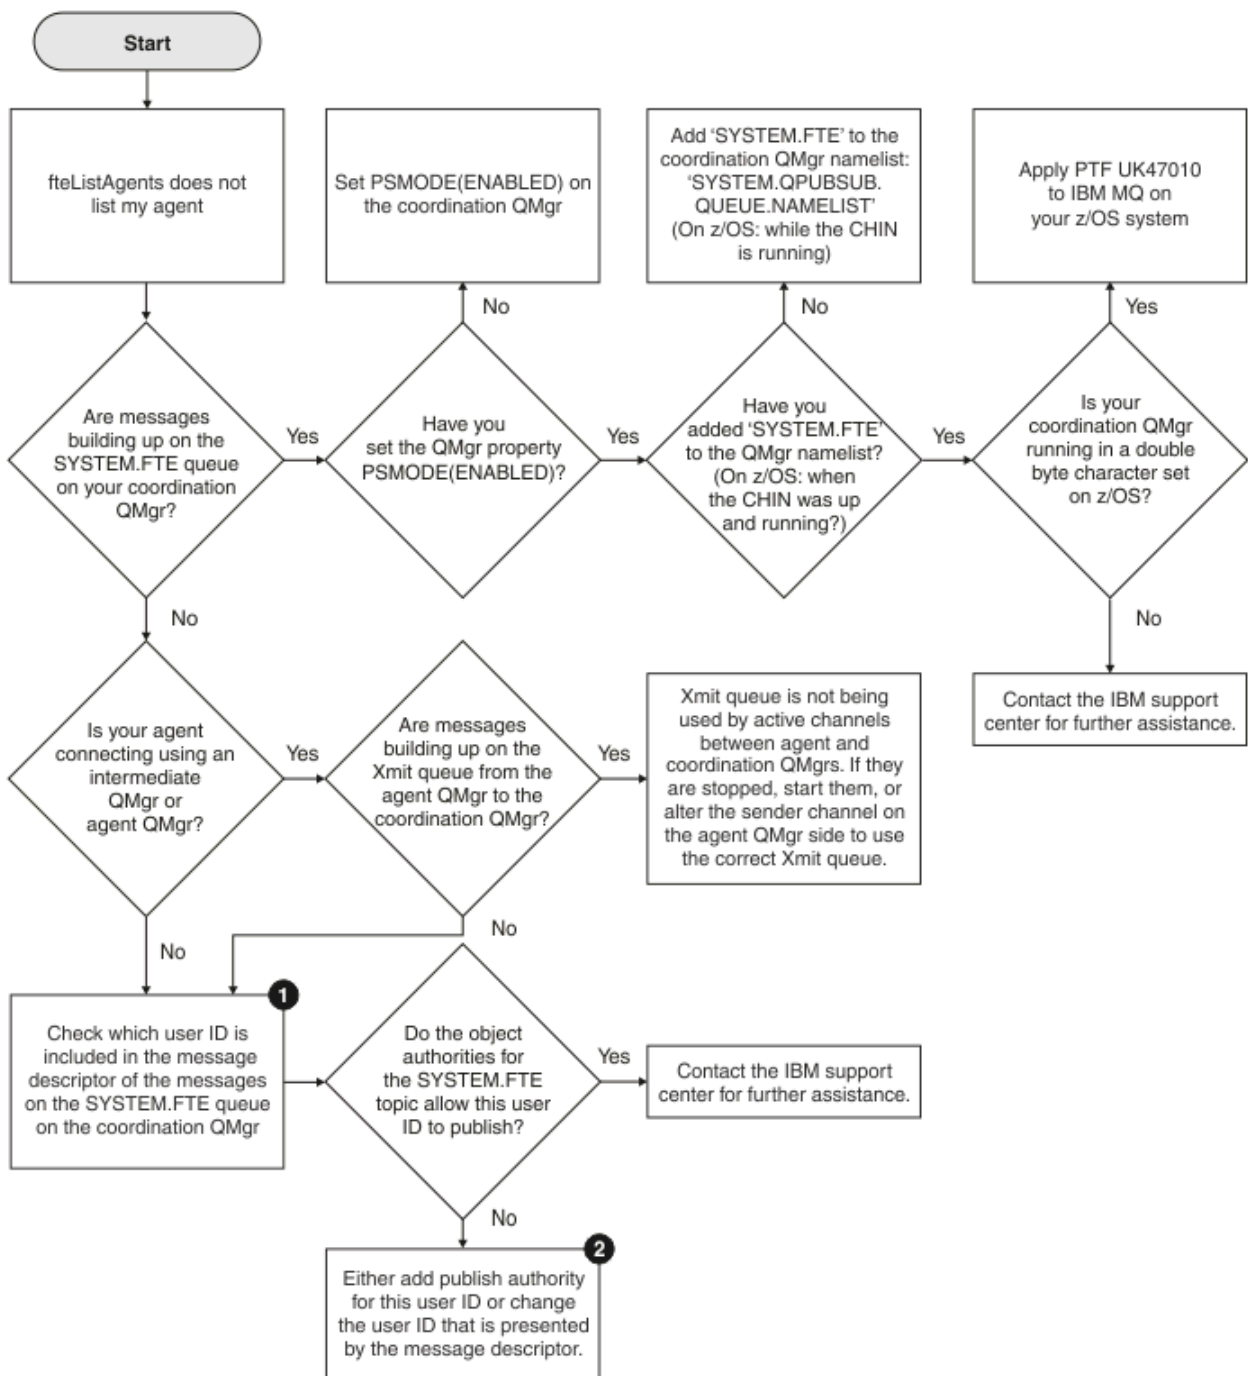 Start
fteListAgents does not
list my agent
Set PSMODE(ENABLED) on
the coordination QMgr
Add ‘SYSTEM.FTE’ to the
coordination QMgr namelist:
‘SYSTEM.QPUBSUB.
QUEUE.NAMELIST’
(On z/OS: while the CHIN
is running)
Apply PTF UK47010
to IBM MQ on
your z/OS system
No
No
Yes
Are messages
building up on the
SYSTEM.FTE queue
on your coordination
QMgr?
Yes
Have you
set the QMgr property
PSMODE(ENABLED)?
Yes
Have you
added ‘SYSTEM.FTE’
to the QMgr namelist?
(On z/OS: when
the CHIN was up
and running?)
Yes
Is your
coordination QMgr
running in a double
byte character set
on z/OS?
No
No
Is your agent
connecting using an
intermediate
QMgr or
agent QMgr?
Yes
Are messages
building up on the
Xmit queue from the
agent QMgr to the
coordination QMgr?
Yes
Xmit queue is not being
used by active channels
between agent and
coordination QMgrs. If they
are stopped, start them, or
alter the sender channel on
the agent QMgr side to use
the correct Xmit queue.
Contact the IBM support
center for further assistance.
No
No
1
Check which user ID is
included in the message
descriptor of the messages
on the SYSTEM.FTE queue
on the coordination QMgr
Do the object
authorities for
the SYSTEM.FTE
topic allow this user
ID to publish?
Yes
Contact the IBM support
center for further assistance.
No
2
Either add publish authority
for this user ID or change
the user ID that is presented
by the message descriptor.